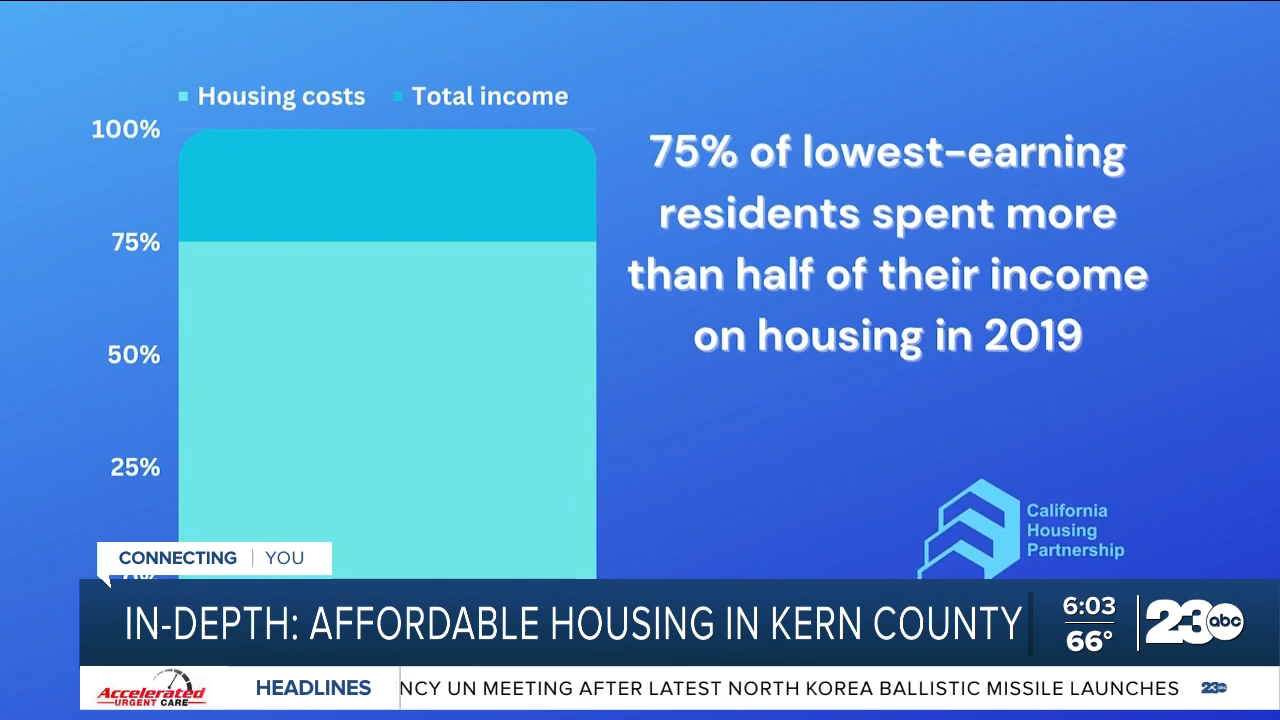 Housing costs Total income
100%
75%
50%
25%
0%
75% of lowest-earning
residents spent more
than half of their income
on housing in 2019
California
Housing
Partnership
CONNECTING | YOU
IN-DEPTH: AFFORDABLE HOUSING IN KERN COUNTY
6:03
66°
23 abc
Accelerated
URGENT CARE
HEADLINES
NCY UN MEETING AFTER LATEST NORTH KOREA BALLISTIC MISSILE LAUNCHES
23 abc